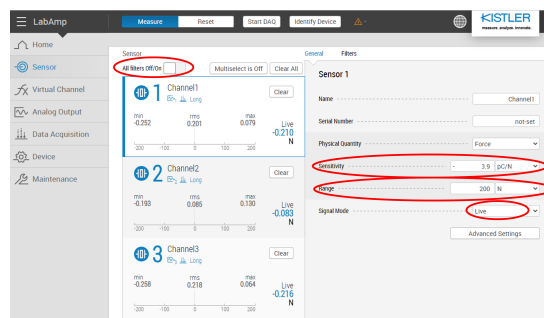 LabAmp
Measure Reset Start DAQ Identify Device
KISTLER
measure. analyze. innovate.
Home
Sensor
Virtual Channel
Analog Output
Data Acquisition
Device
Maintenance
Sensor
All filters Off/On Multiselect is Off Clear All
1 Channel1 Clear
Long
min rms max Live
-0.252 0.201 0.079 -0.210
N
-200 -100 0 100 200
2 Channel2 Clear
Long
min rms max Live
-0.193 0.085 0.130 -0.083
N
-200 -100 0 100 200
3 Channel3 Clear
Long
min rms max Live
-0.258 0.218 0.064 -0.216
N
-200 -100 0 100 200
General Filters
Sensor 1
Name Channel1
Serial Number not-set
Physical Quantity Force
Sensitivity - 3.9 pC/N
Range 200 N
Signal Mode Live
Advanced Settings